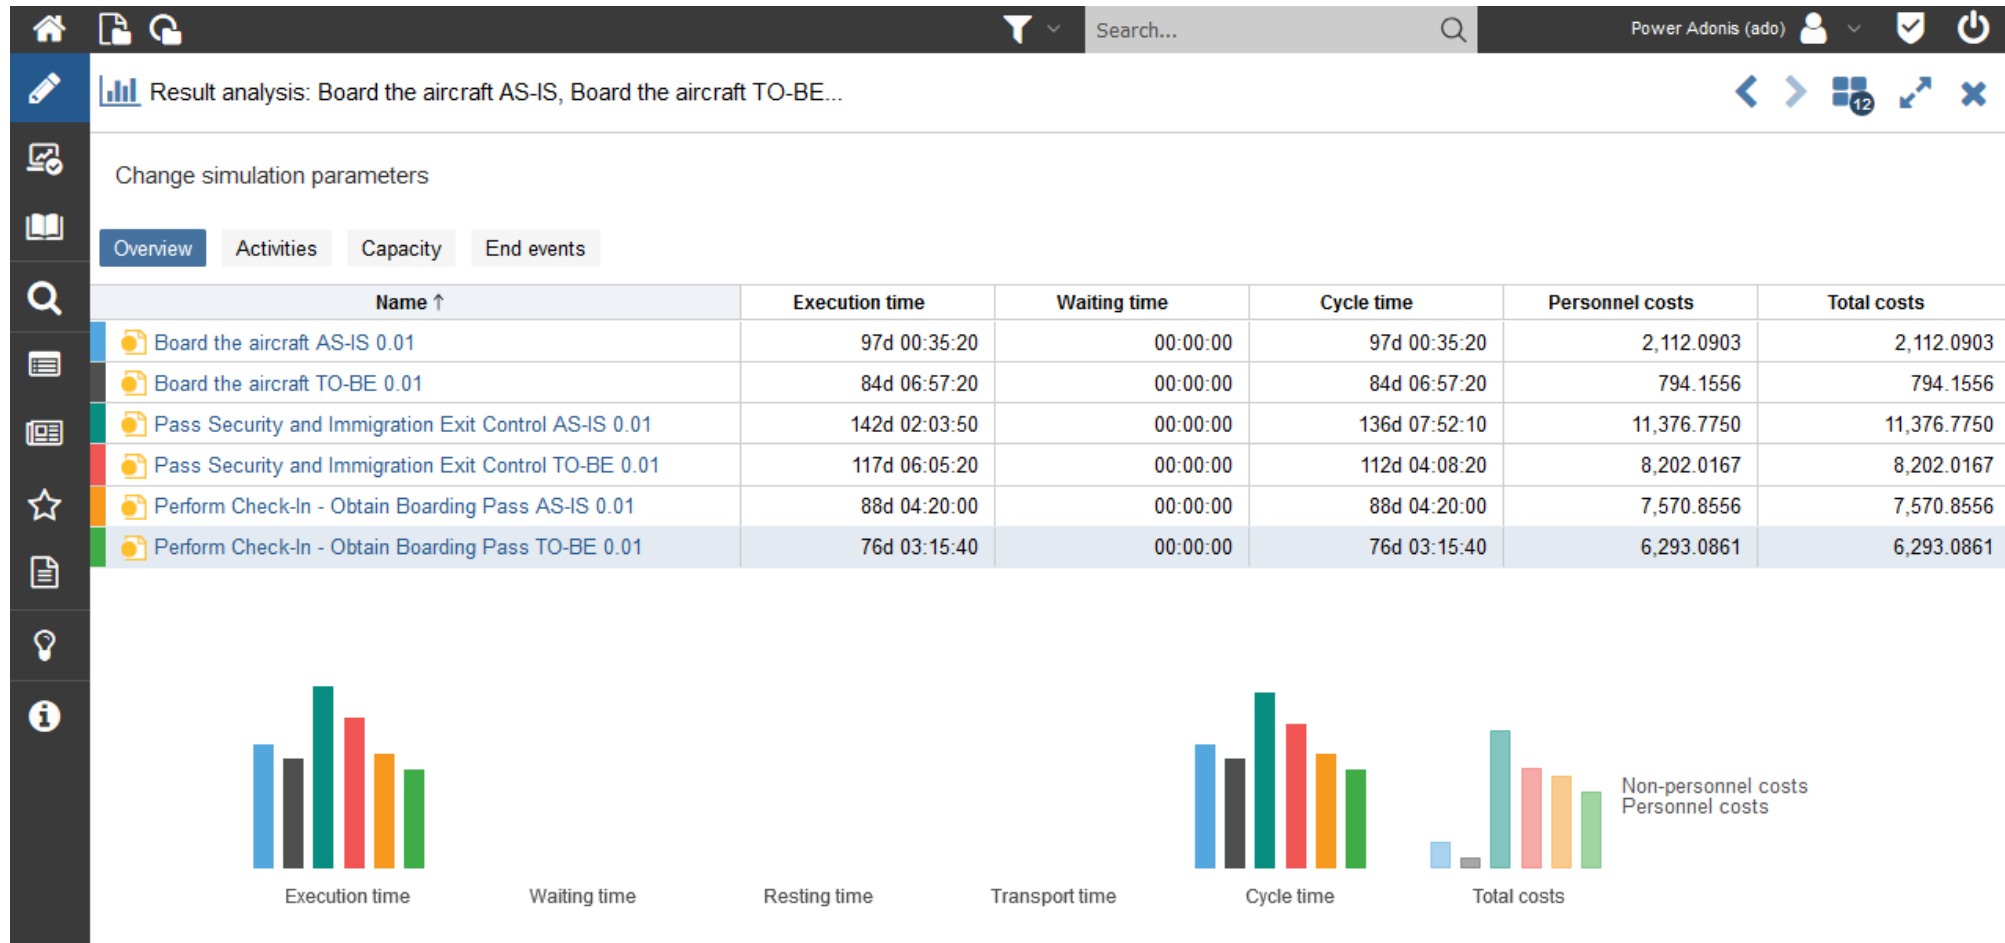 Search...
Power Adonis (ado)
Result analysis: Board the aircraft AS-IS, Board the aircraft TO-BE...
12
Change simulation parameters
Overview Activities Capacity End events
Name ↑ Execution time Waiting time Cycle time Personnel costs Total costs
Board the aircraft AS-IS 0.01 97d 00:35:20 00:00:00 97d 00:35:20 2,112.0903 2,112.0903
Board the aircraft TO-BE 0.01 84d 06:57:20 00:00:00 84d 06:57:20 794.1556 794.1556
Pass Security and Immigration Exit Control AS-IS 0.01 142d 02:03:50 00:00:00 136d 07:52:10 11,376.7750 11,376.7750
Pass Security and Immigration Exit Control TO-BE 0.01 117d 06:05:20 00:00:00 112d 04:08:20 8,202.0167 8,202.0167
Perform Check-In - Obtain Boarding Pass AS-IS 0.01 88d 04:20:00 00:00:00 88d 04:20:00 7,570.8556 7,570.8556
Perform Check-In - Obtain Boarding Pass TO-BE 0.01 76d 03:15:40 00:00:00 76d 03:15:40 6,293.0861 6,293.0861
Non-personnel costs
Personnel costs
Execution time Waiting time Resting time Transport time Cycle time Total costs